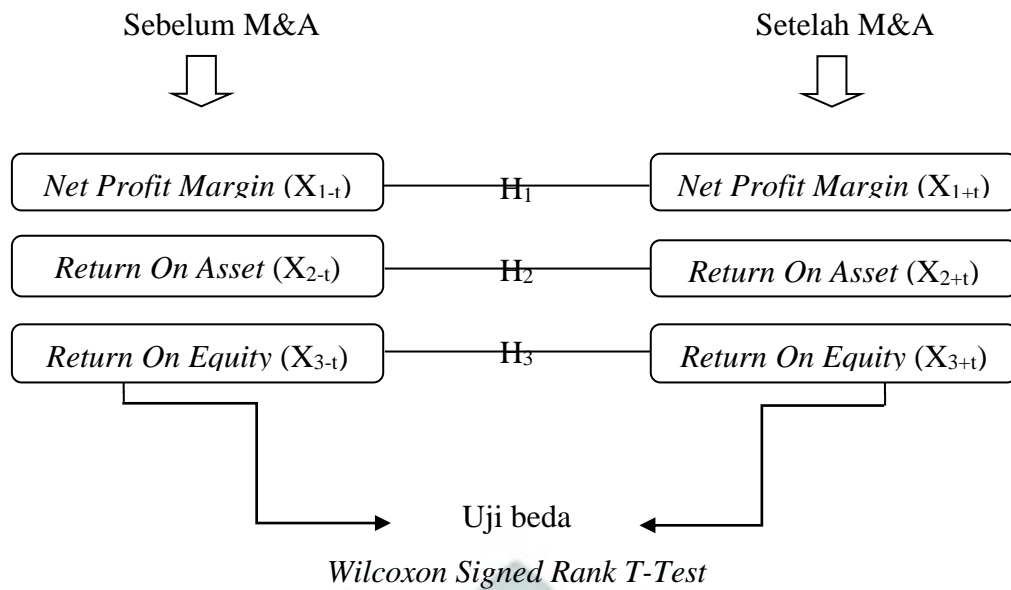 Sebelum M&A Setelah M&A
Net Profit Margin (X1-t) H1 Net Profit Margin (X1+t)
Return On Asset (X2-t) H2 Return On Asset (X2+t)
Return On Equity (X3-t) H3 Return On Equity (X3+t)
Uji beda
Wilcoxon Signed Rank T-Test